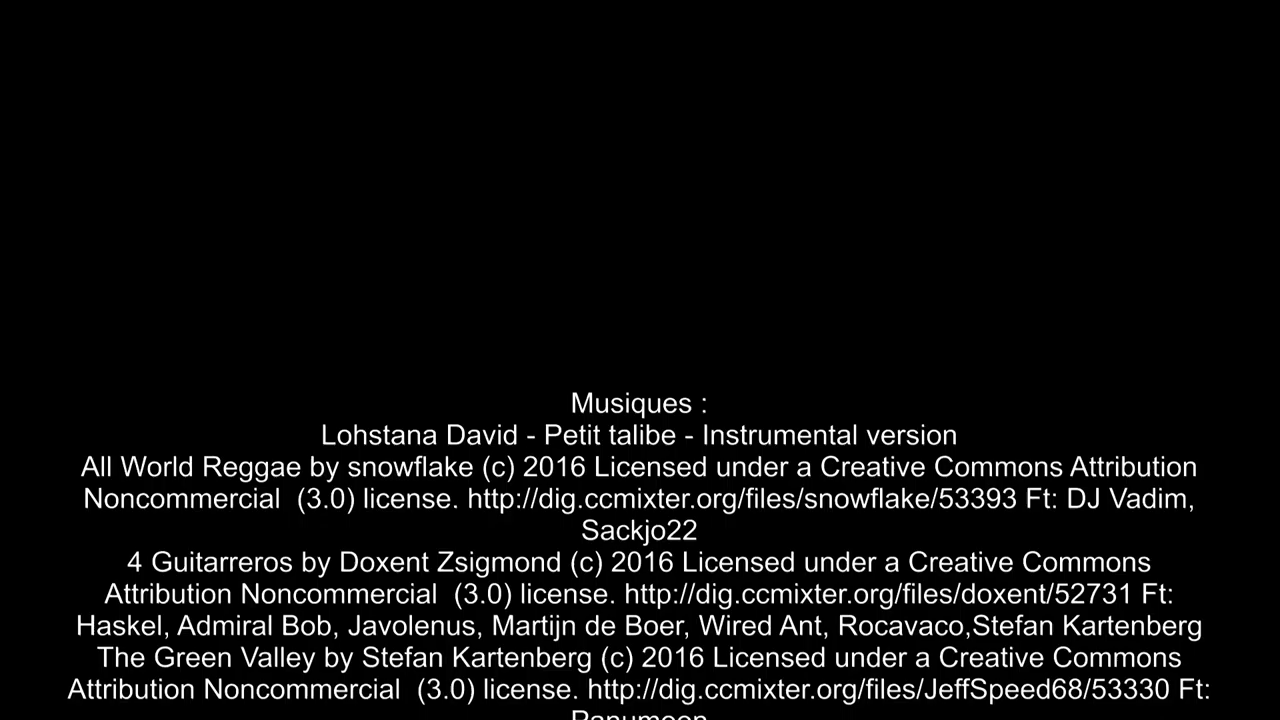 Musiques :
Lohstana David - Petit talibe - Instrumental version
All World Reggae by snowflake (c) 2016 Licensed under a Creative Commons Attribution
Noncommercial  (3.0) license. http://dig.ccmixter.org/files/snowflake/53393 Ft: DJ Vadim,
Sackjo22
4 Guitarreros by Doxent Zsigmond (c) 2016 Licensed under a Creative Commons
Attribution Noncommercial  (3.0) license. http://dig.ccmixter.org/files/doxent/52731 Ft:
Haskel, Admiral Bob, Javolenus, Martijn de Boer, Wired Ant, Rocavaco,Stefan Kartenberg
The Green Valley by Stefan Kartenberg (c) 2016 Licensed under a Creative Commons
Attribution Noncommercial  (3.0) license. http://dig.ccmixter.org/files/JeffSpeed68/53330 Ft: